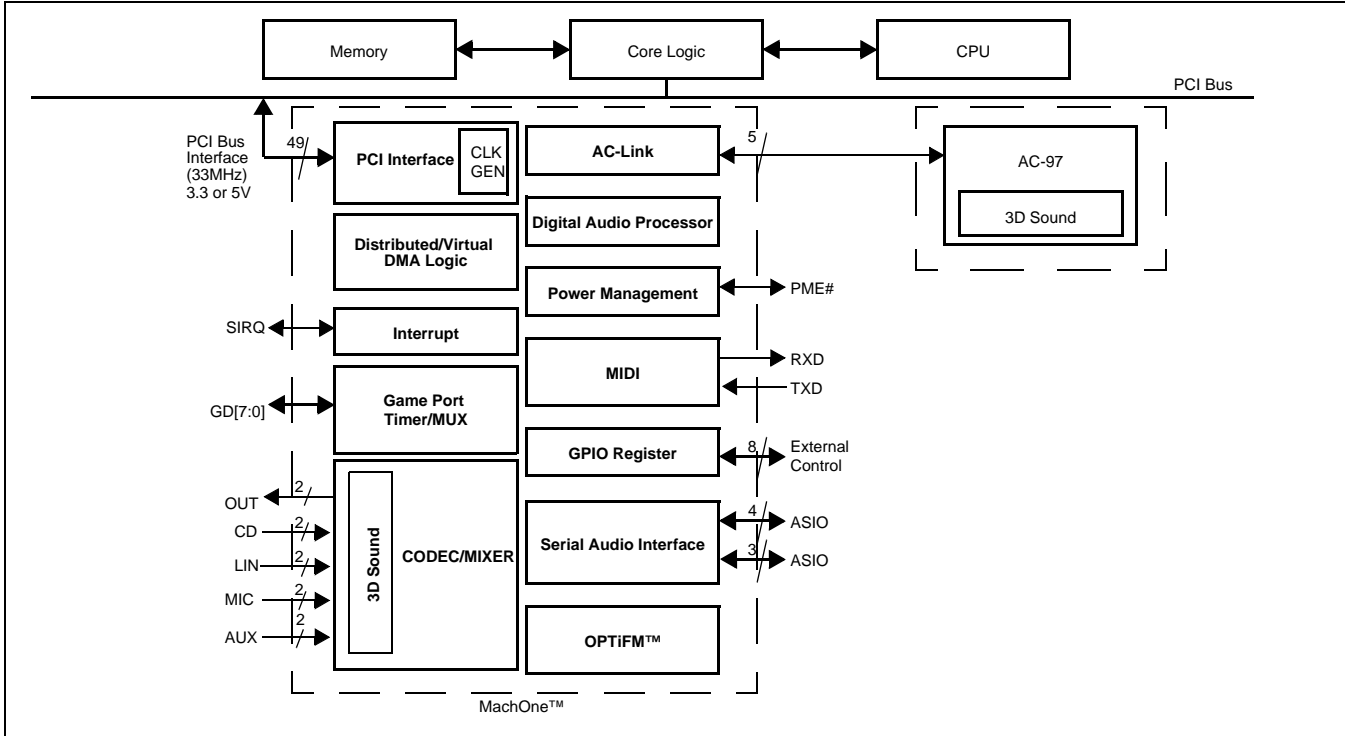 Memory
Core Logic
CPU
PCI Bus
PCI Bus
Interface
(33MHz)
3.3 or 5V
49
PCI Interface
CLK
GEN
AC-Link
5
AC-97
3D Sound
Distributed/Virtual
DMA Logic
Digital Audio Processor
Power Management
PME#
SIRQ
Interrupt
MIDI
RXD
TXD
GD[7:0]
Game Port
Timer/MUX
GPIO Register
8
External
Control
OUT
2
CD
2
LIN
2
MIC
2
AUX
2
3D Sound
CODEC/MIXER
Serial Audio Interface
4
ASIO
3
ASIO
OPTiFM™
MachOne™